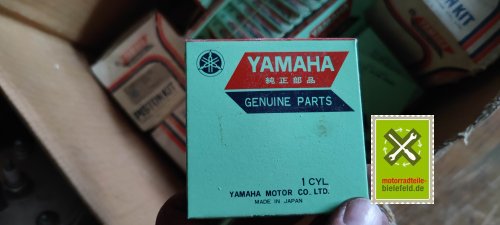 YAMAHA
純正部品
GENUINE PARTS
1 CYL.
YAMAHA MOTOR CO. LTD.
MADE IN JAPAN
PISTON KIT
motorradteile-
bielefeld.de